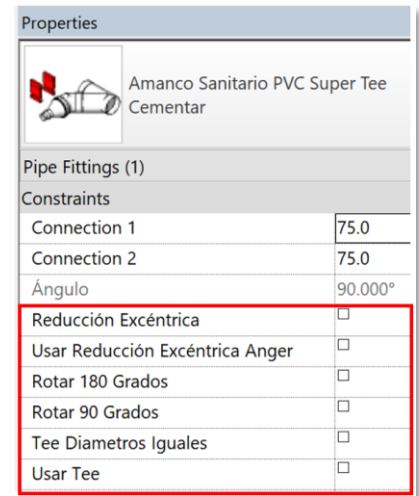 Properties
Amanco Sanitario PVC Super Tee
Cementar
Pipe Fittings (1)
Constraints
Connection 1 75.0
Connection 2 75.0
Ángulo 90.000°
Reducción Excéntrica
Usar Reducción Excéntrica Anger
Rotar 180 Grados
Rotar 90 Grados
Tee Diametros Iguales
Usar Tee